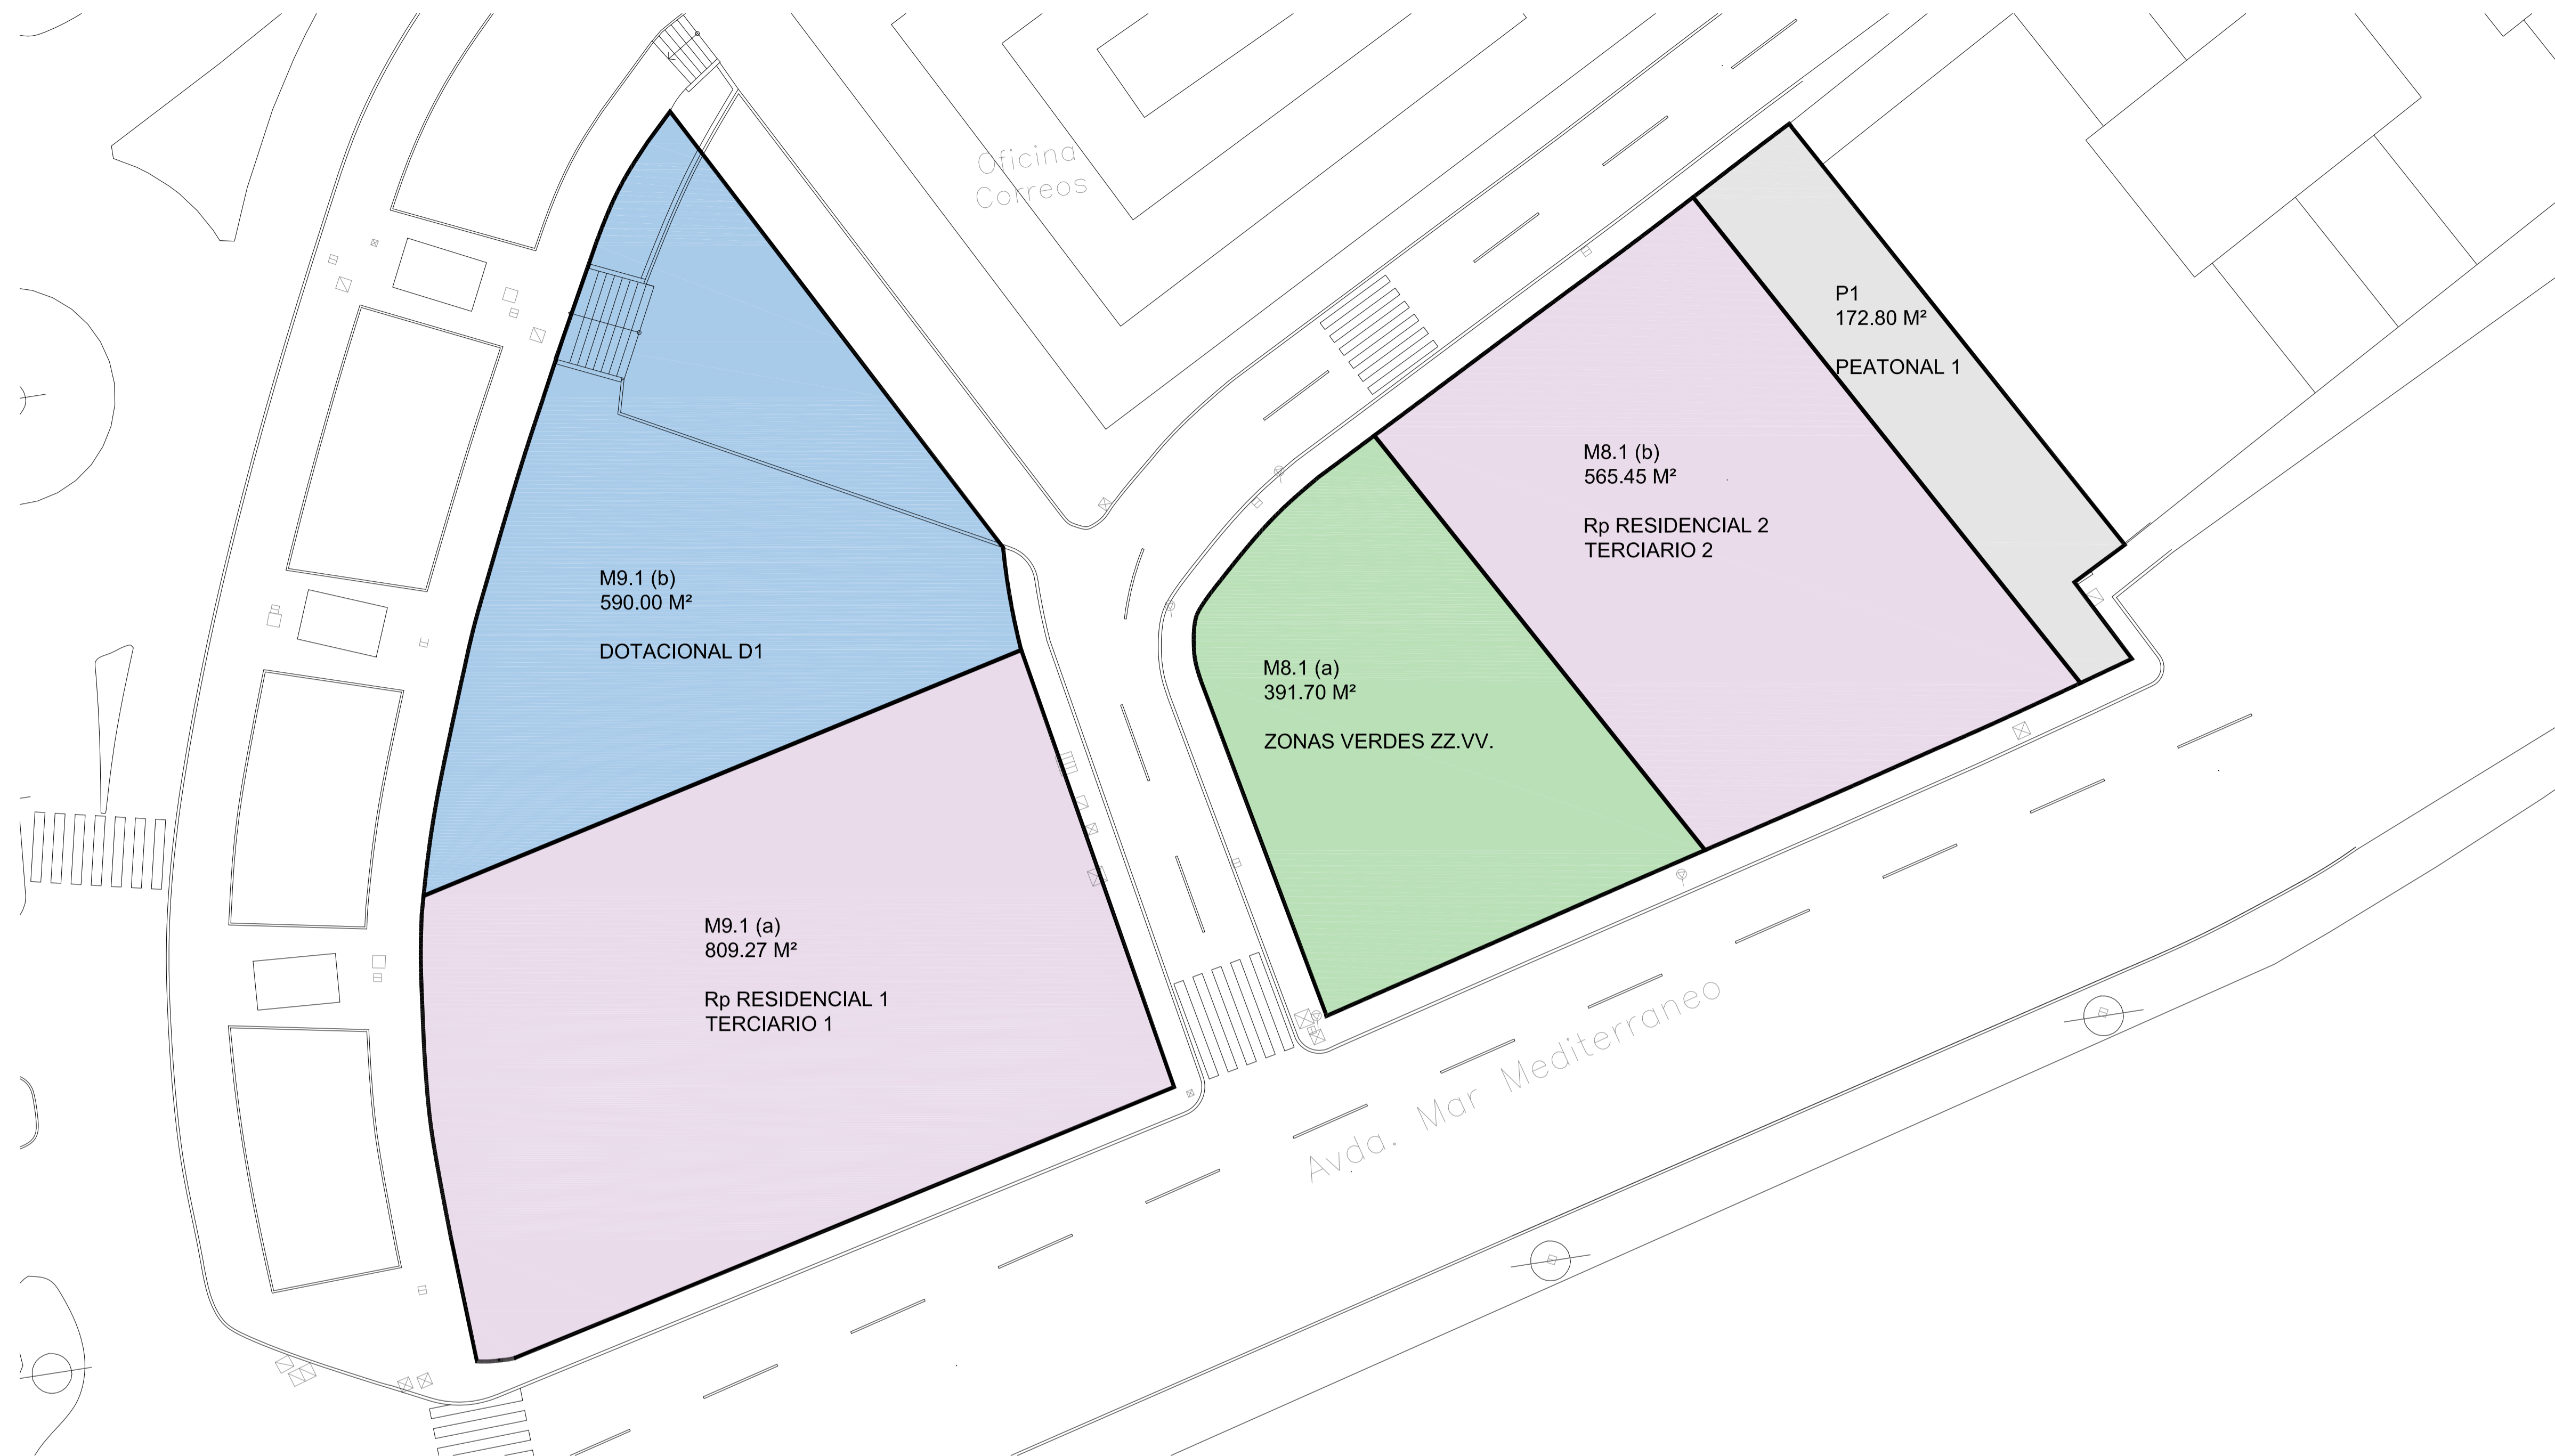 Oficina
Correos
P1
172.80 M²
PEATONAL 1
M8.1 (b)
565.45 M²
Rp RESIDENCIAL 2
TERCIARIO 2
M9.1 (b)
590.00 M²
DOTACIONAL D1
M8.1 (a)
391.70 M²
ZONAS VERDES ZZ.VV.
M9.1 (a)
809.27 M²
Rp RESIDENCIAL 1
TERCIARIO 1
Avda. Mar Mediterraneo